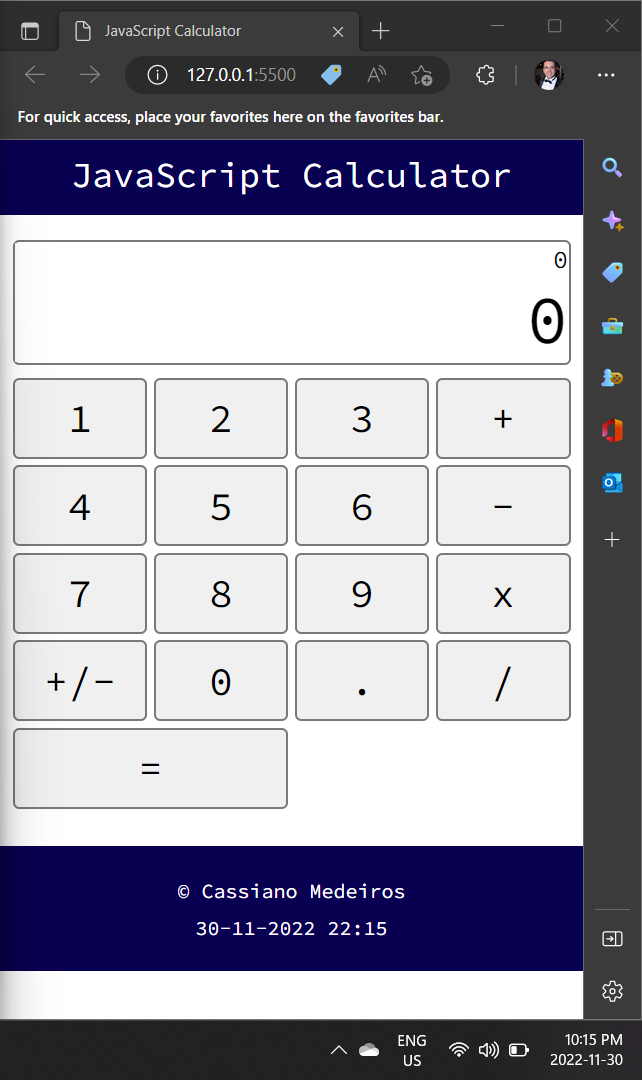 JavaScript Calculator
127.0.0.1:5500
For quick access, place your favorites here on the favorites bar.
JavaScript Calculator
0
0
1 2 3 +
4 5 6 -
7 8 9 x
+/- 0 . /
=
© Cassiano Medeiros
30-11-2022 22:15
ENG
US
10:15 PM
2022-11-30